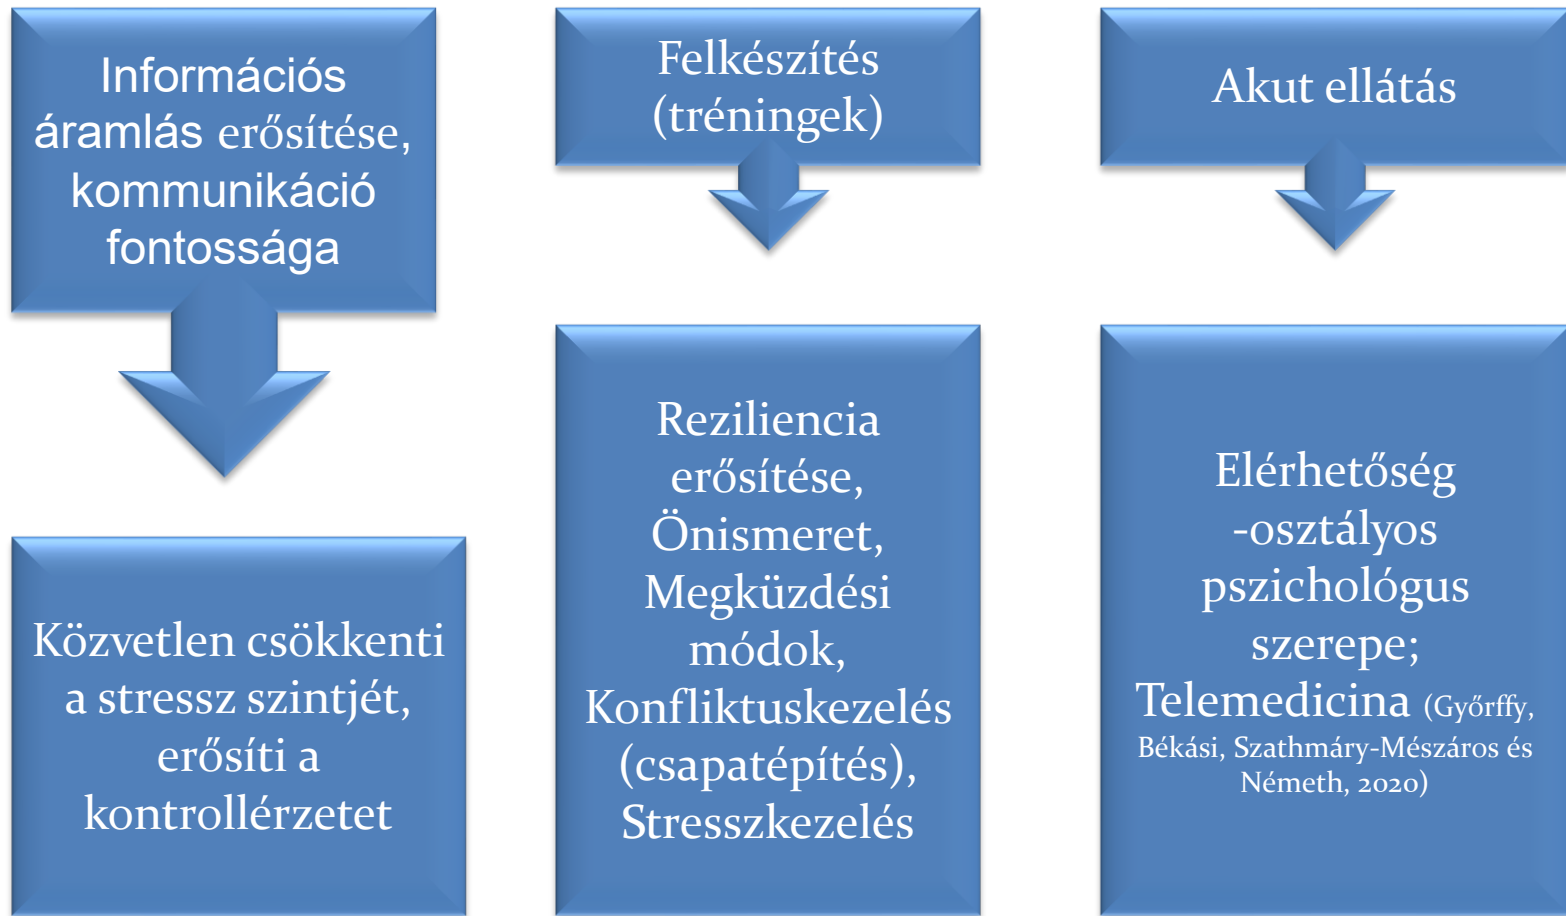 Információs
áramlás erősítése,
kommunikáció
fontossága
Közvetlen csökkenti
a stressz szintjét,
erősíti a
kontrollérzetet
Felkészítés
(tréningek)
Reziliencia
erősítése,
Önismeret,
Megküzdési
módok,
Konfliktuskezelés
(csapatépítés),
Stresszkezelés
Akut ellátás
Elérhetőség
-osztályos
pszichológus
szerepe;
Telemedicina (Győrffy,
Békási, Szathmáry-Mészáros és
Németh, 2020)